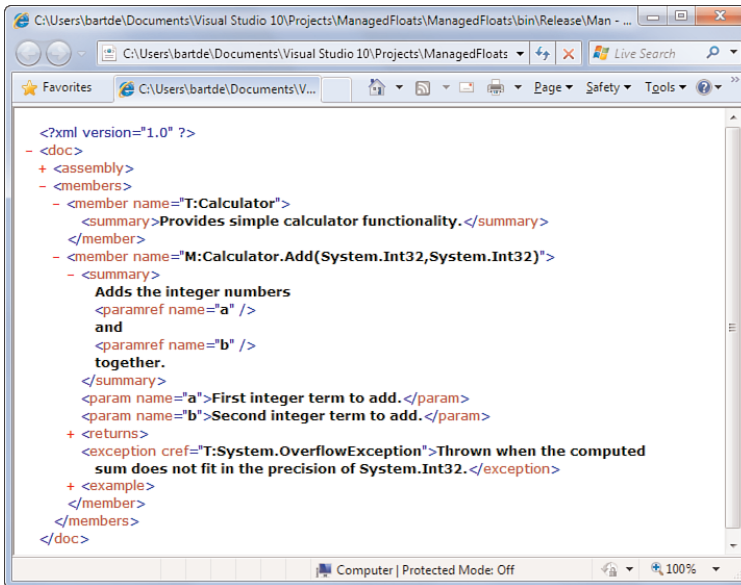 C:\Users\bartde\Documents\Visual Studio 10\Projects\ManagedFloats\ManagedFloats\bin\Release\Man - ...
C:\Users\bartde\Documents\Visual Studio 10\Projects\ManagedFloats
Live Search
Favorites
C:\Users\bartde\Documents\V...
Page
Safety
Tools
<?xml version="1.0" ?>
- <doc>
+ <assembly>
- <members>
- <member name="T:Calculator">
<summary>Provides simple calculator functionality.</summary>
</member>
- <member name="M:Calculator.Add(System.Int32,System.Int32)">
- <summary>
Adds the integer numbers
<paramref name="a" />
and
<paramref name="b" />
together.
</summary>
<param name="a">First integer term to add.</param>
<param name="b">Second integer term to add.</param>
+ <returns>
<exception cref="T:System.OverflowException">Thrown when the computed
sum does not fit in the precision of System.Int32.</exception>
+ <example>
</member>
</members>
</doc>
Computer | Protected Mode: Off
100%